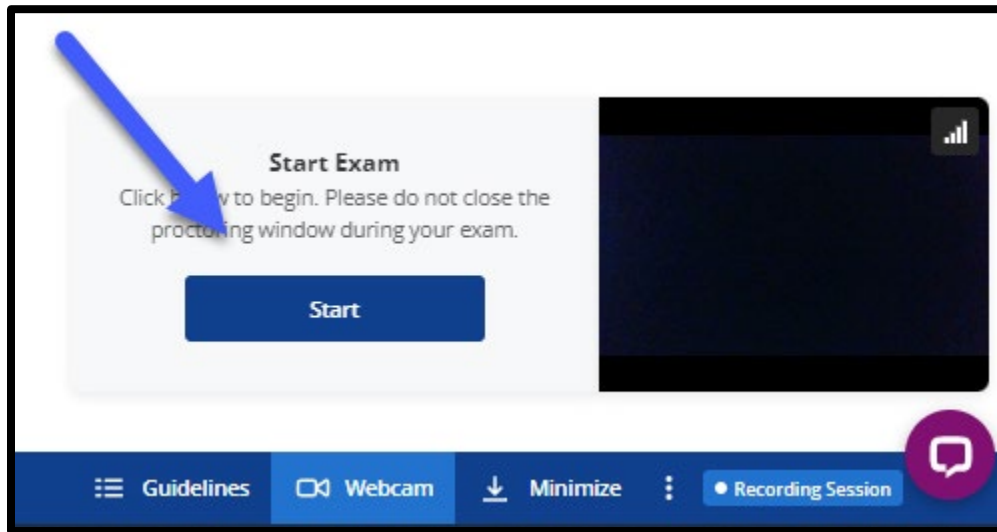 Start Exam
Click w to begin. Please do not close the
proctoring window during your exam.
Start
Guidelines
Webcam
Minimize
Recording Session